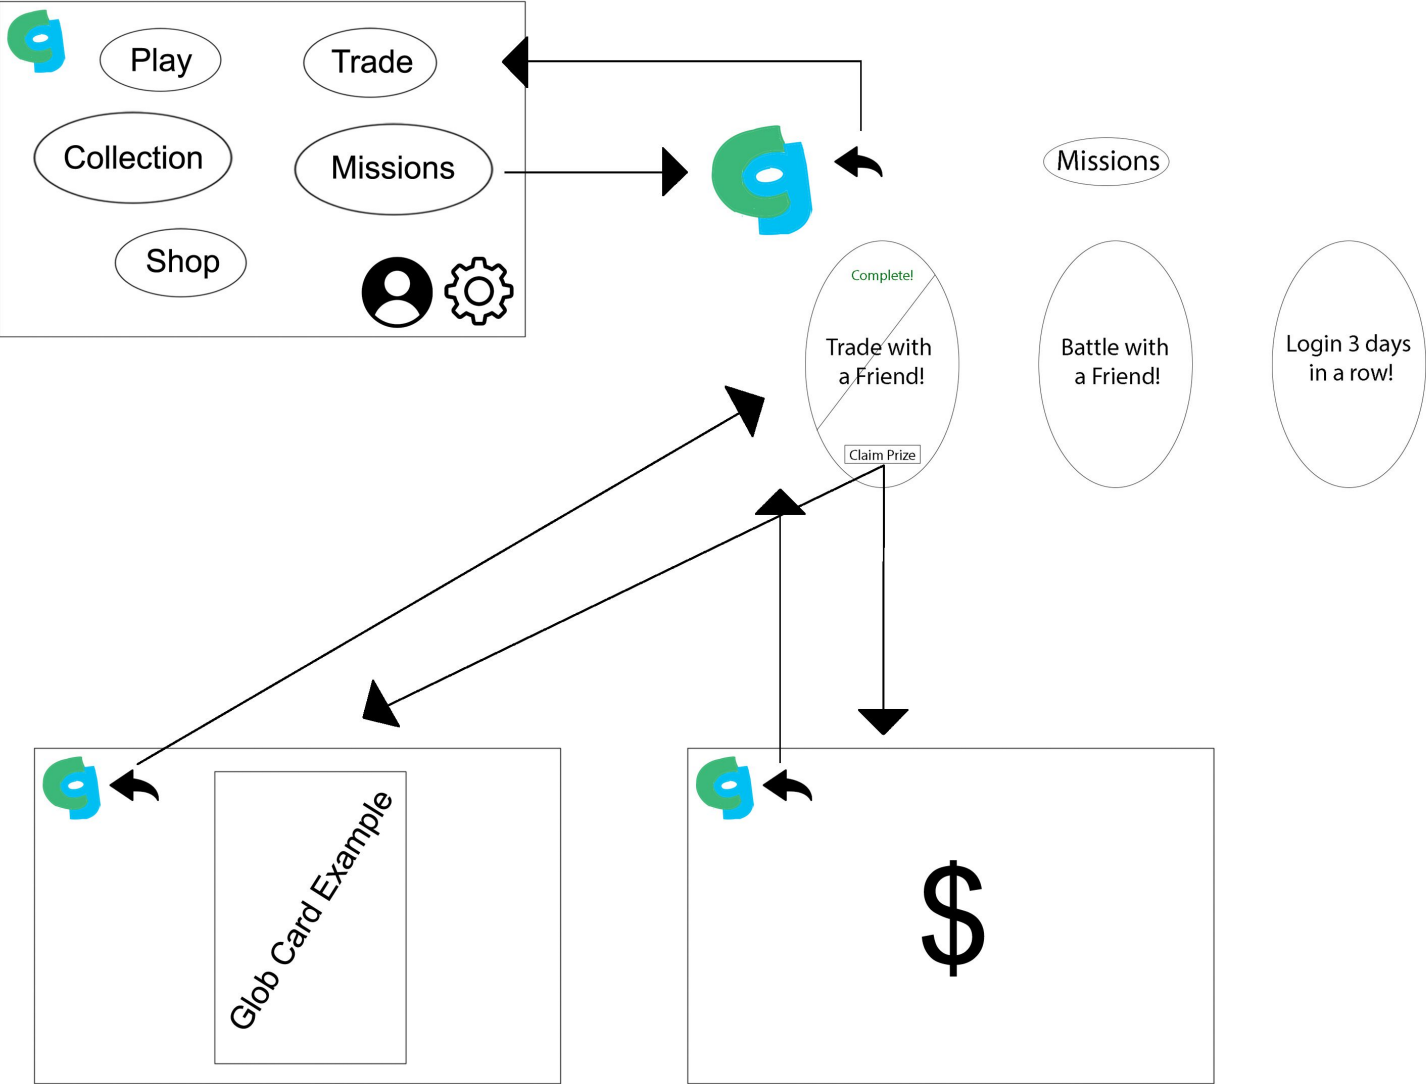 Play
Trade
Collection
Missions
Shop
Missions
Complete!
Trade with
a Friend!
Claim Prize
Battle with
a Friend!
Login 3 days
in a row!
Glob Card Example
$